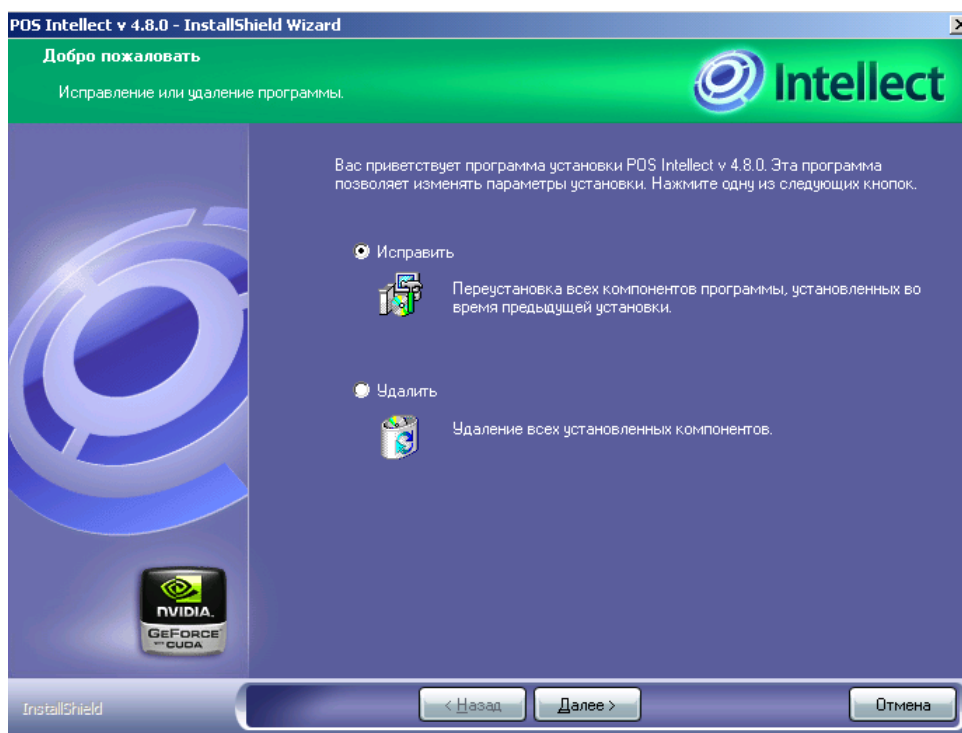 POS Intellect v 4.8.0 - InstallShield Wizard
Добро пожаловать
Исправление или удаление программы.
Intellect
Вас приветствует программа установки POS Intellect v 4.8.0. Эта программа
позволяет изменять параметры установки. Нажмите одну из следующих кнопок.
Исправить
Переустановка всех компонентов программы, установленных во
время предыдущей установки.
Удалить
Удаление всех установленных компонентов.
NVIDIA.
GEFORCE
WITH CUDA
InstallShield
< Назад
Далее >
Отмена